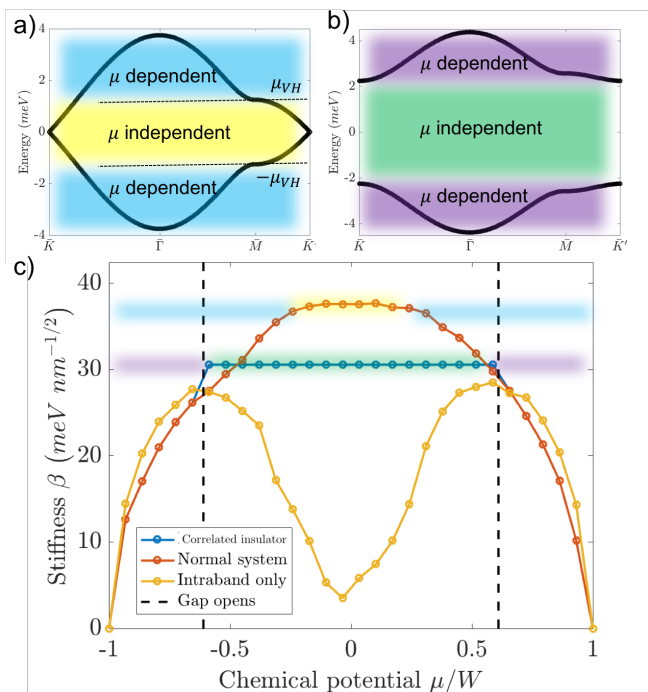 a)
b)
Energy (meV)
4
2
0
-2
-4
μ dependent
μ_VH
μ independent
-μ_VH
μ dependent
K̄
Γ̄
M̄
K̄
Energy (meV)
4
2
0
-2
-4
μ dependent
μ independent
μ dependent
K̄
Γ̄
M̄
K̄'
c)
Stiffness β (meV nm^{-1/2})
40
30
20
10
0
Correlated insulator
Normal system
Intraband only
Gap opens
-1
-0.5
0
0.5
1
Chemical potential μ/W